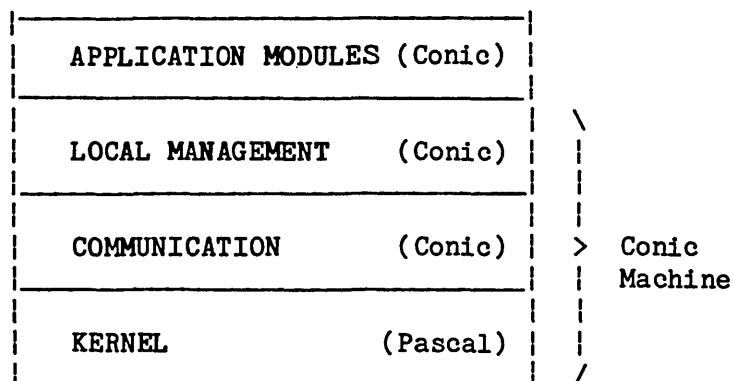 APPLICATION MODULES (Conic)
LOCAL MANAGEMENT (Conic)
COMMUNICATION (Conic)
> Conic
Machine
KERNEL (Pascal)